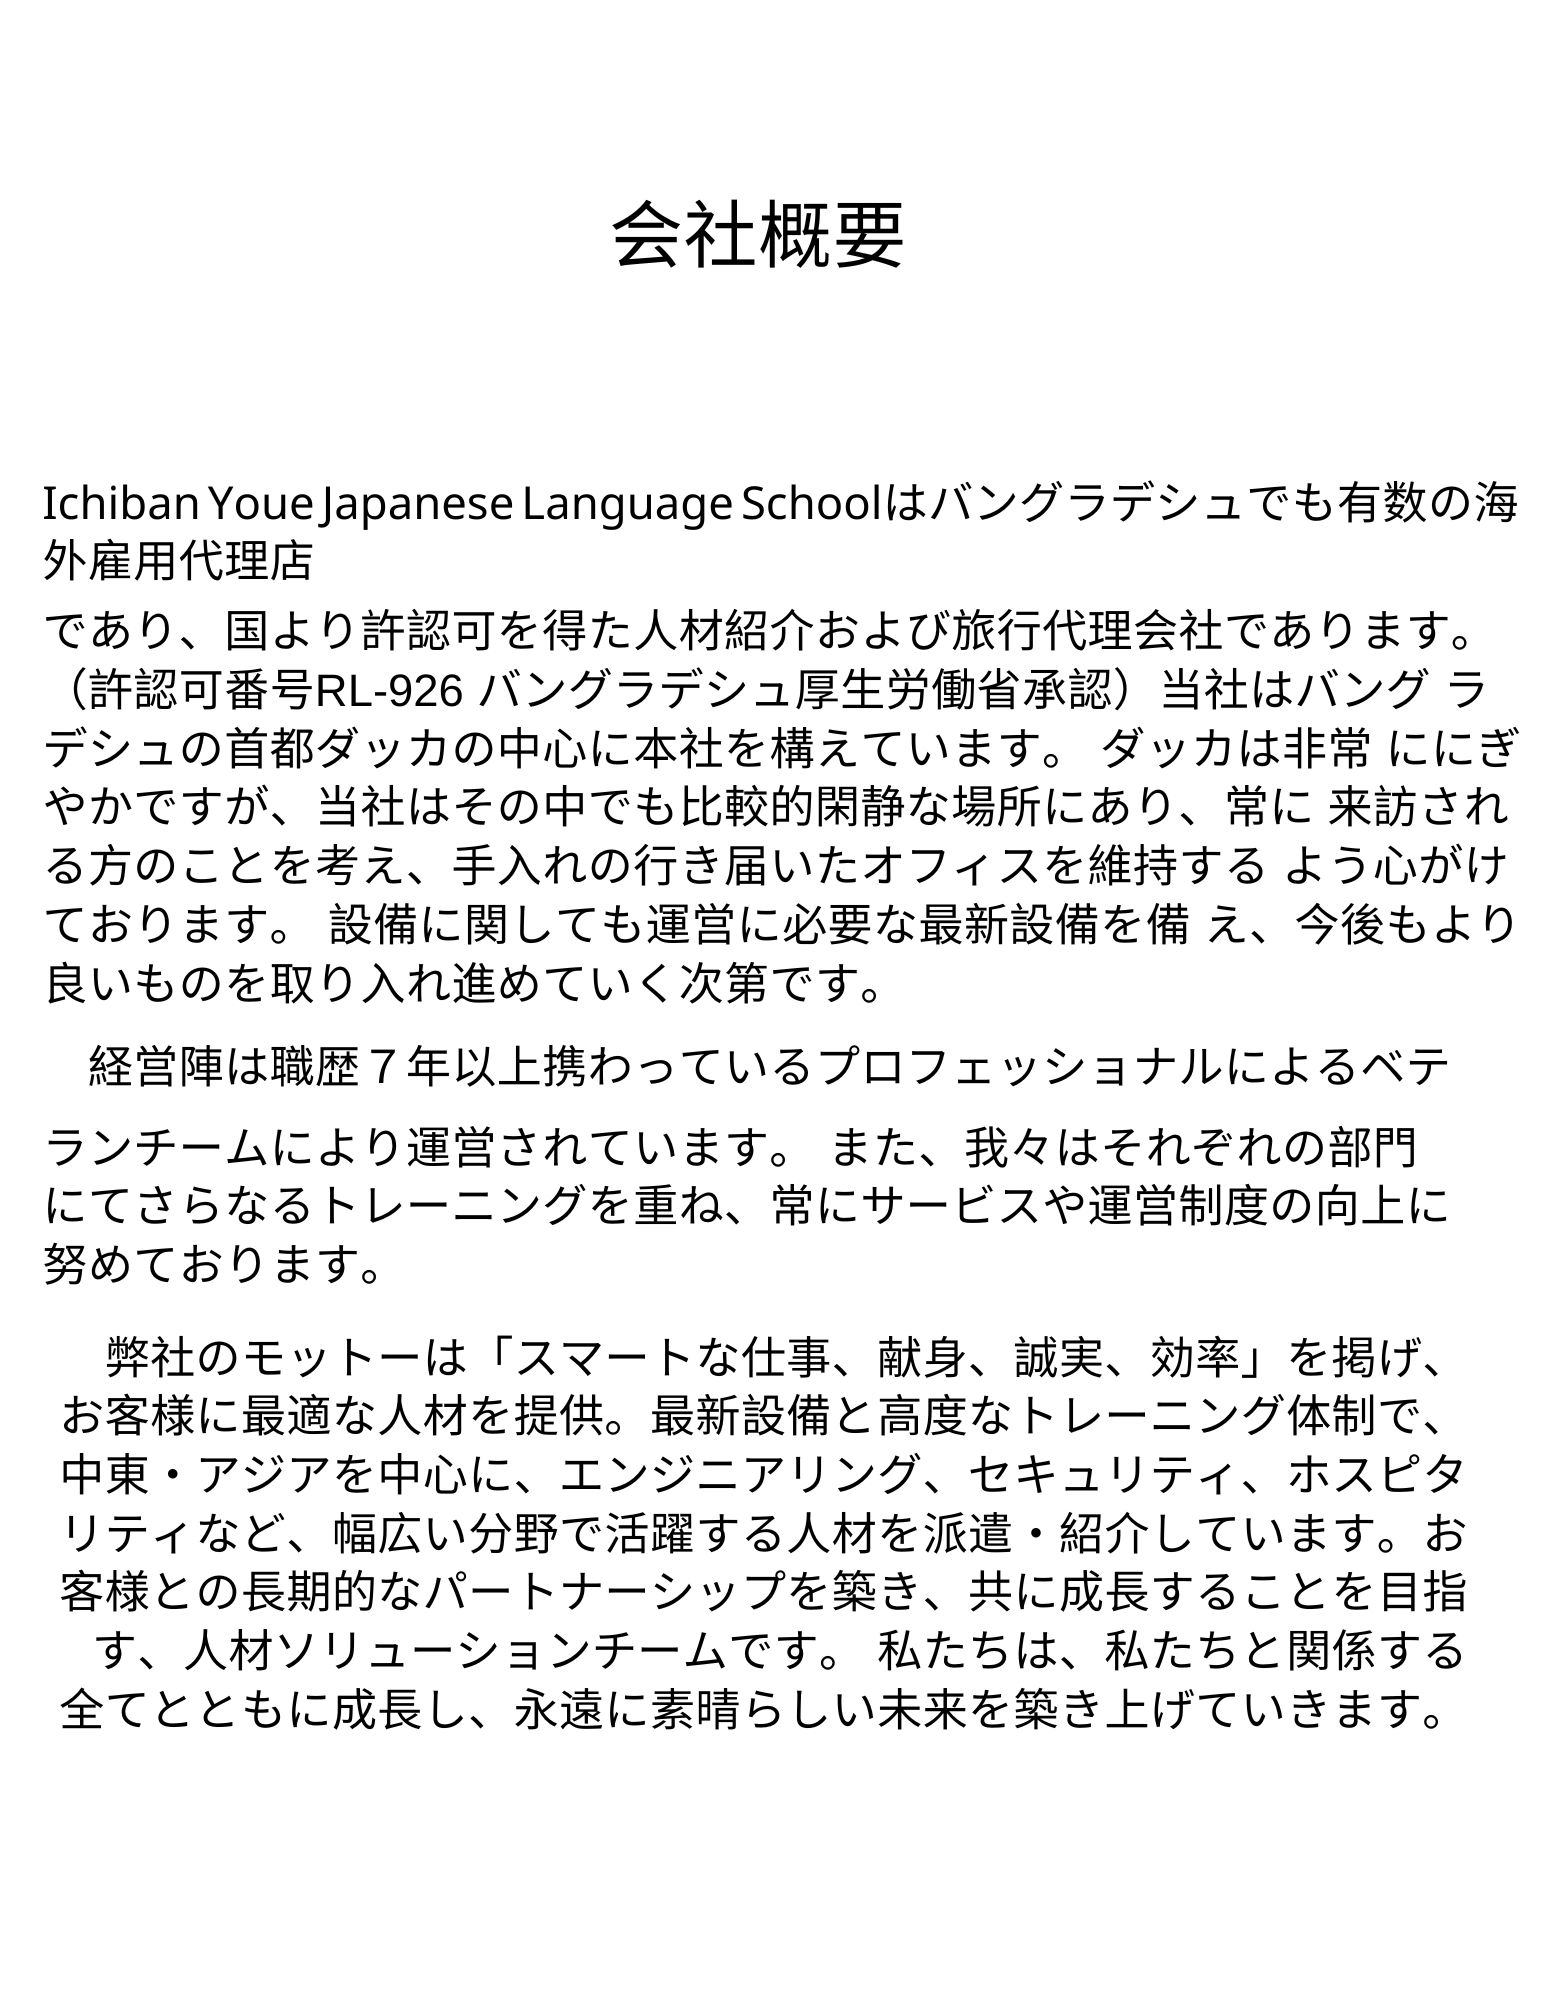 会社概要
Ichiban Youe Japanese Language Schoolはバングラデシュでも有数の海
外雇用代理店
であり、国より許認可を得た人材紹介および旅行代理会社であります。
（許認可番号RL-926 バングラデシュ厚生労働省承認）当社はバング ラ
デシュの首都ダッカの中心に本社を構えています。 ダッカは非常 ににぎ
やかですが、当社はその中でも比較的閑静な場所にあり、常に 来訪され
る方のことを考え、手入れの行き届いたオフィスを維持する よう心がけ
ております。 設備に関しても運営に必要な最新設備を備 え、今後もより
良いものを取り入れ進めていく次第です。
経営陣は職歴７年以上携わっているプロフェッショナルによるベテ
ランチームにより運営されています。 また、我々はそれぞれの部門
にてさらなるトレーニングを重ね、常にサービスや運営制度の向上に
努めております。
弊社のモットーは「スマートな仕事、献身、誠実、効率」を掲げ、
お客様に最適な人材を提供。最新設備と高度なトレーニング体制で、
中東・アジアを中心に、エンジニアリング、セキュリティ、ホスピタ
リティなど、幅広い分野で活躍する人材を派遣・紹介しています。お
客様との長期的なパートナーシップを築き、共に成長することを目指
す、人材ソリューションチームです。 私たちは、私たちと関係する
全てとともに成長し、永遠に素晴らしい未来を築き上げていきます。